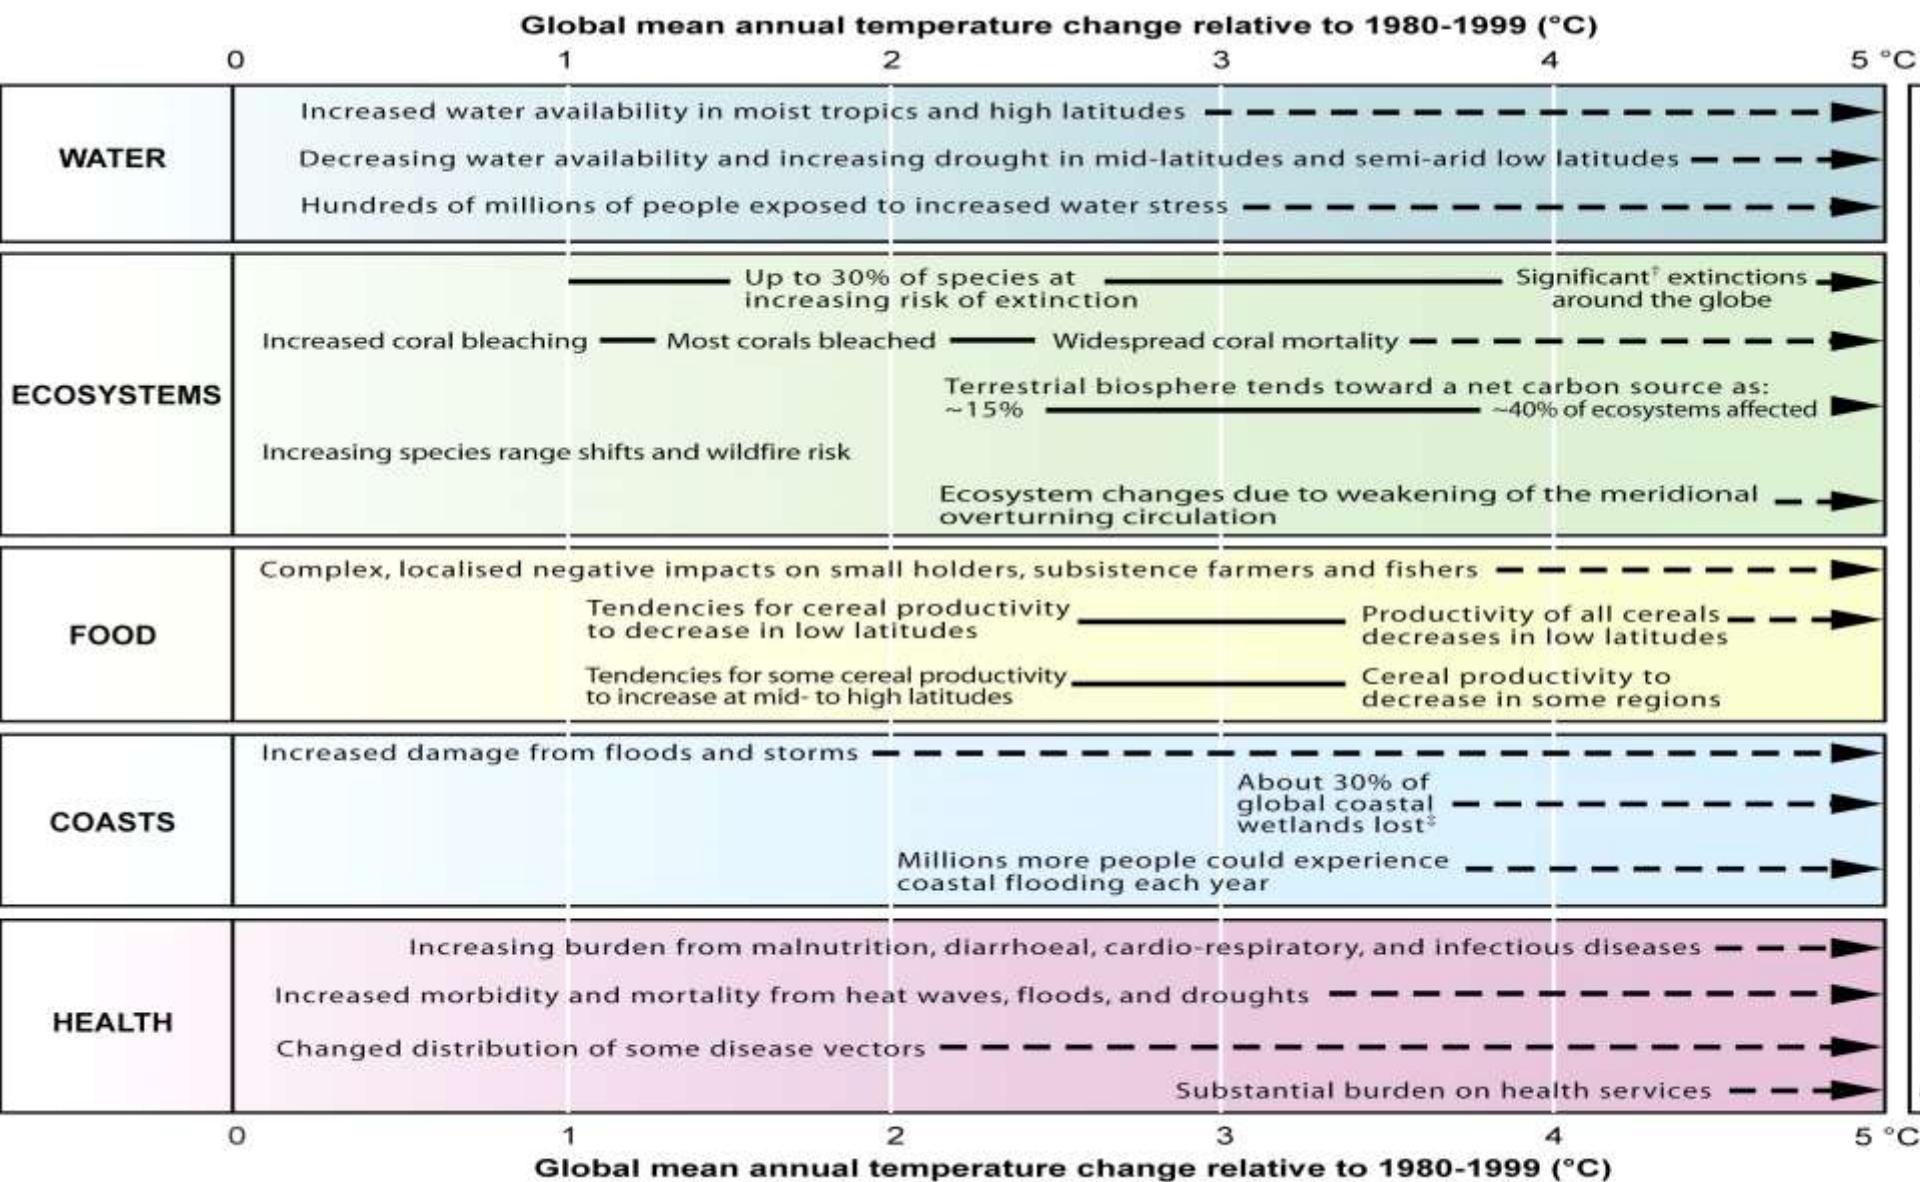 Global mean annual temperature change relative to 1980-1999 (°C)
0 1 2 3 4 5 °C
WATER
Increased water availability in moist tropics and high latitudes
Decreasing water availability and increasing drought in mid-latitudes and semi-arid low latitudes
Hundreds of millions of people exposed to increased water stress
ECOSYSTEMS
Up to 30% of species at
increasing risk of extinction
Significant† extinctions
around the globe
Increased coral bleaching
Most corals bleached
Widespread coral mortality
Terrestrial biosphere tends toward a net carbon source as:
~15%
~40% of ecosystems affected
Increasing species range shifts and wildfire risk
Ecosystem changes due to weakening of the meridional
overturning circulation
FOOD
Complex, localised negative impacts on small holders, subsistence farmers and fishers
Tendencies for cereal productivity
to decrease in low latitudes
Productivity of all cereals
decreases in low latitudes
Tendencies for some cereal productivity
to increase at mid- to high latitudes
Cereal productivity to
decrease in some regions
COASTS
Increased damage from floods and storms
About 30% of
global coastal
wetlands lost‡
Millions more people could experience
coastal flooding each year
HEALTH
Increasing burden from malnutrition, diarrhoeal, cardio-respiratory, and infectious diseases
Increased morbidity and mortality from heat waves, floods, and droughts
Changed distribution of some disease vectors
Substantial burden on health services
0 1 2 3 4 5 °C
Global mean annual temperature change relative to 1980-1999 (°C)